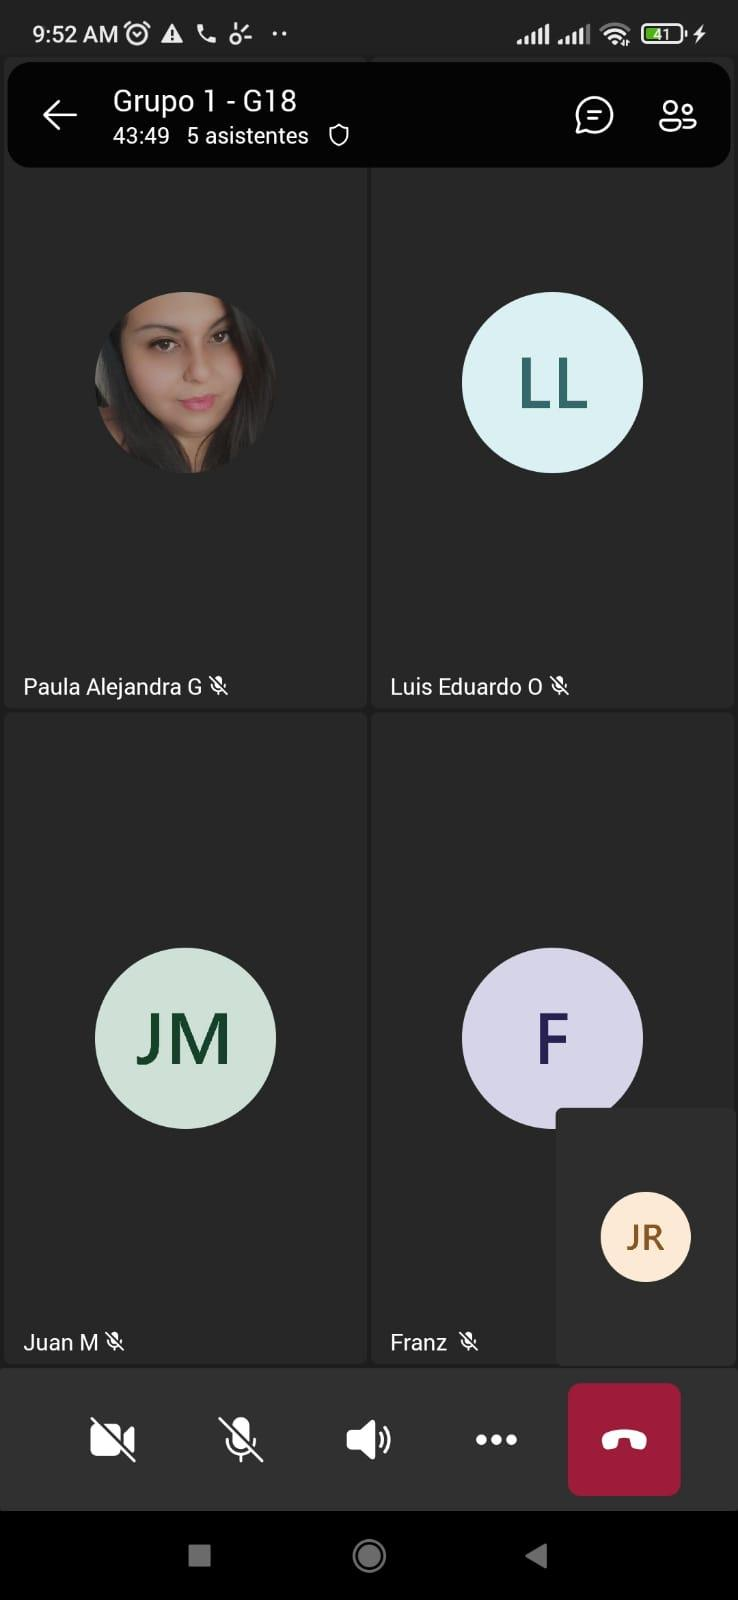 9:52 AM
41
Grupo 1 - G18
43:49 5 asistentes
LL
Paula Alejandra G
Luis Eduardo O
JM
F
JR
Juan M
Franz